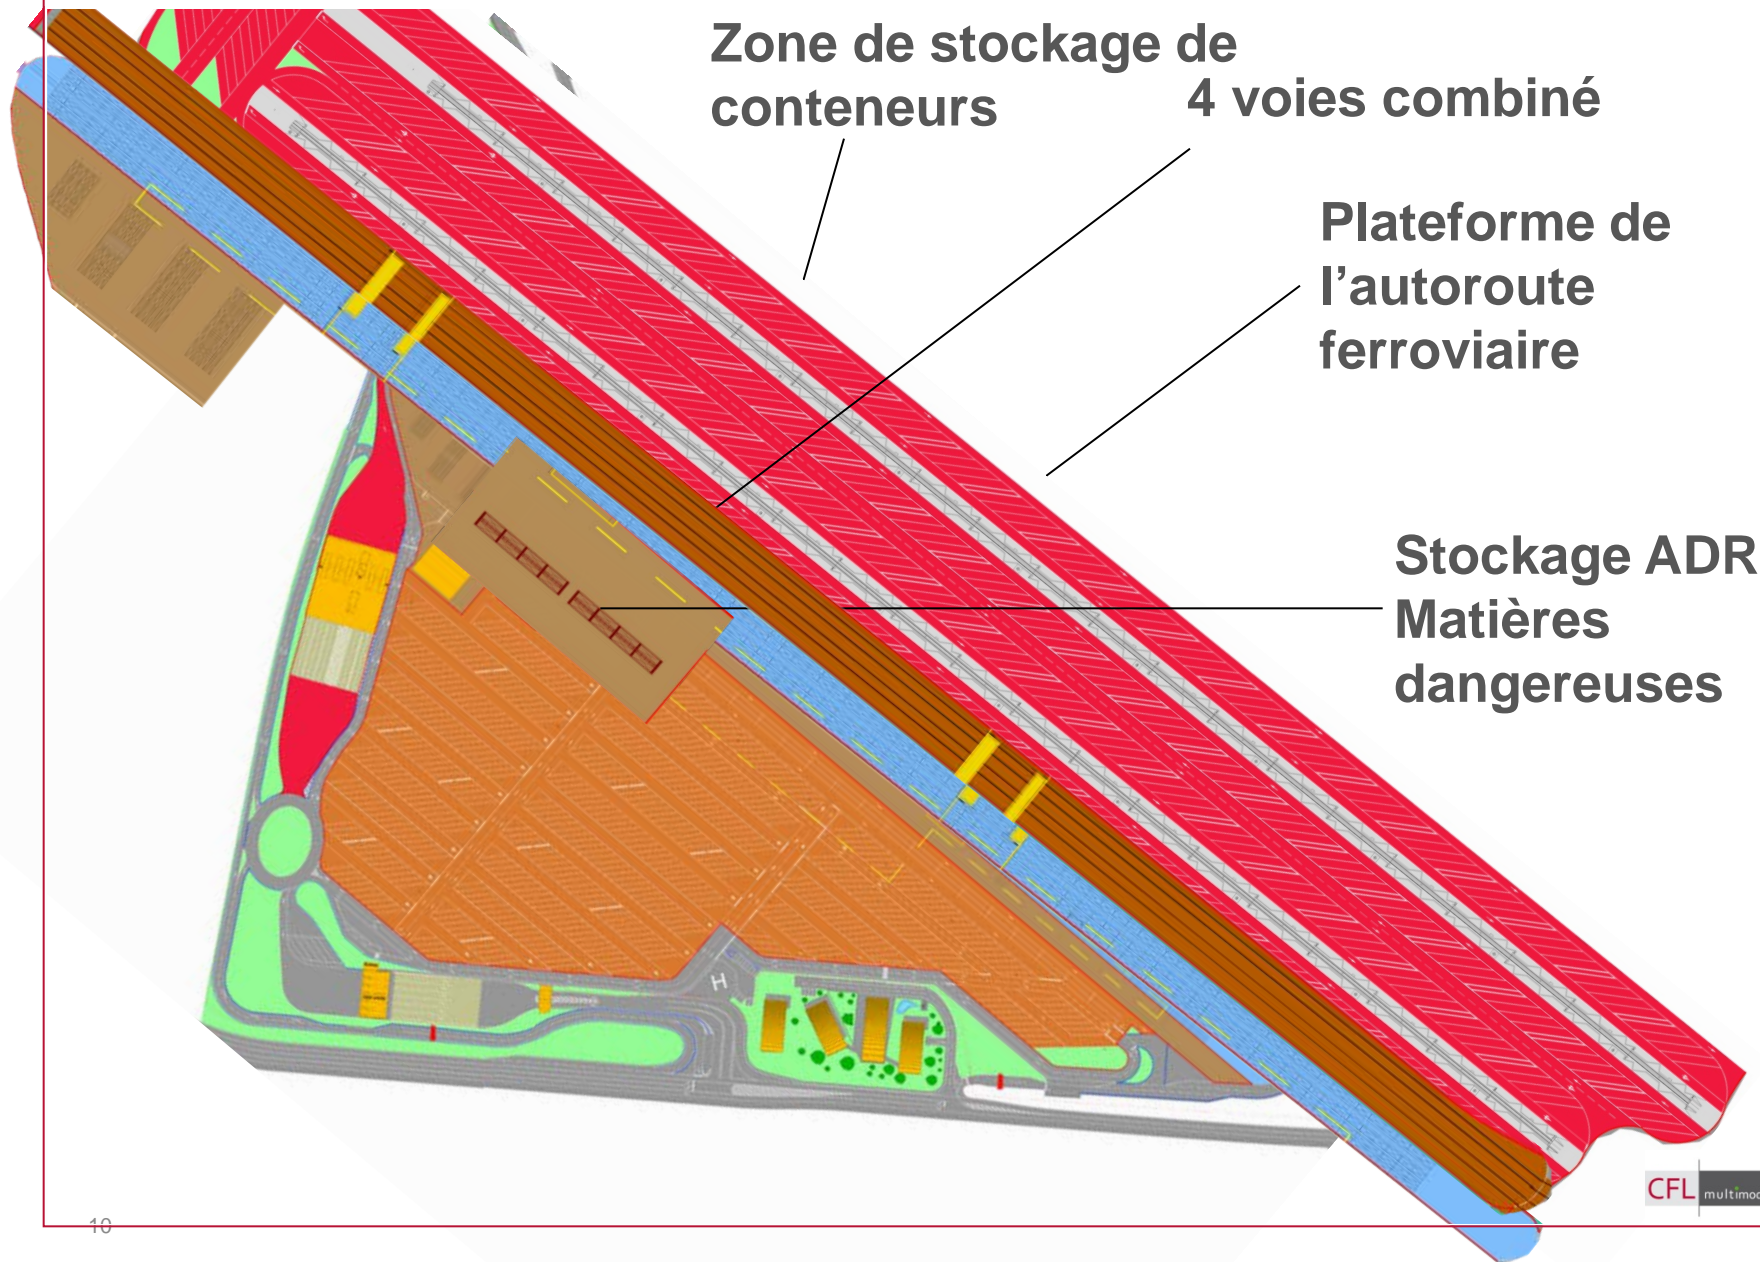 Zone de stockage de
conteneurs
4 voies combiné
Plateforme de
l’autoroute
ferroviaire
Stockage ADR
Matières
dangereuses
H
CFL multimod
10